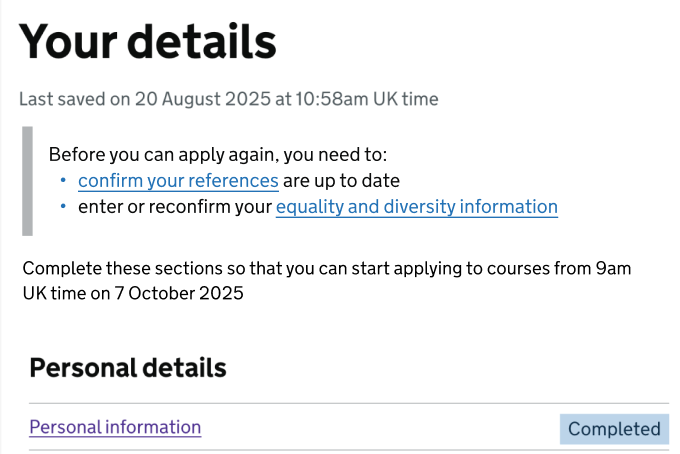 Your details
Last saved on 20 August 2025 at 10:58am UK time
Before you can apply again, you need to:
• confirm your references are up to date
• enter or reconfirm your equality and diversity information
Complete these sections so that you can start applying to courses from 9am
UK time on 7 October 2025
Personal details
Personal information Completed